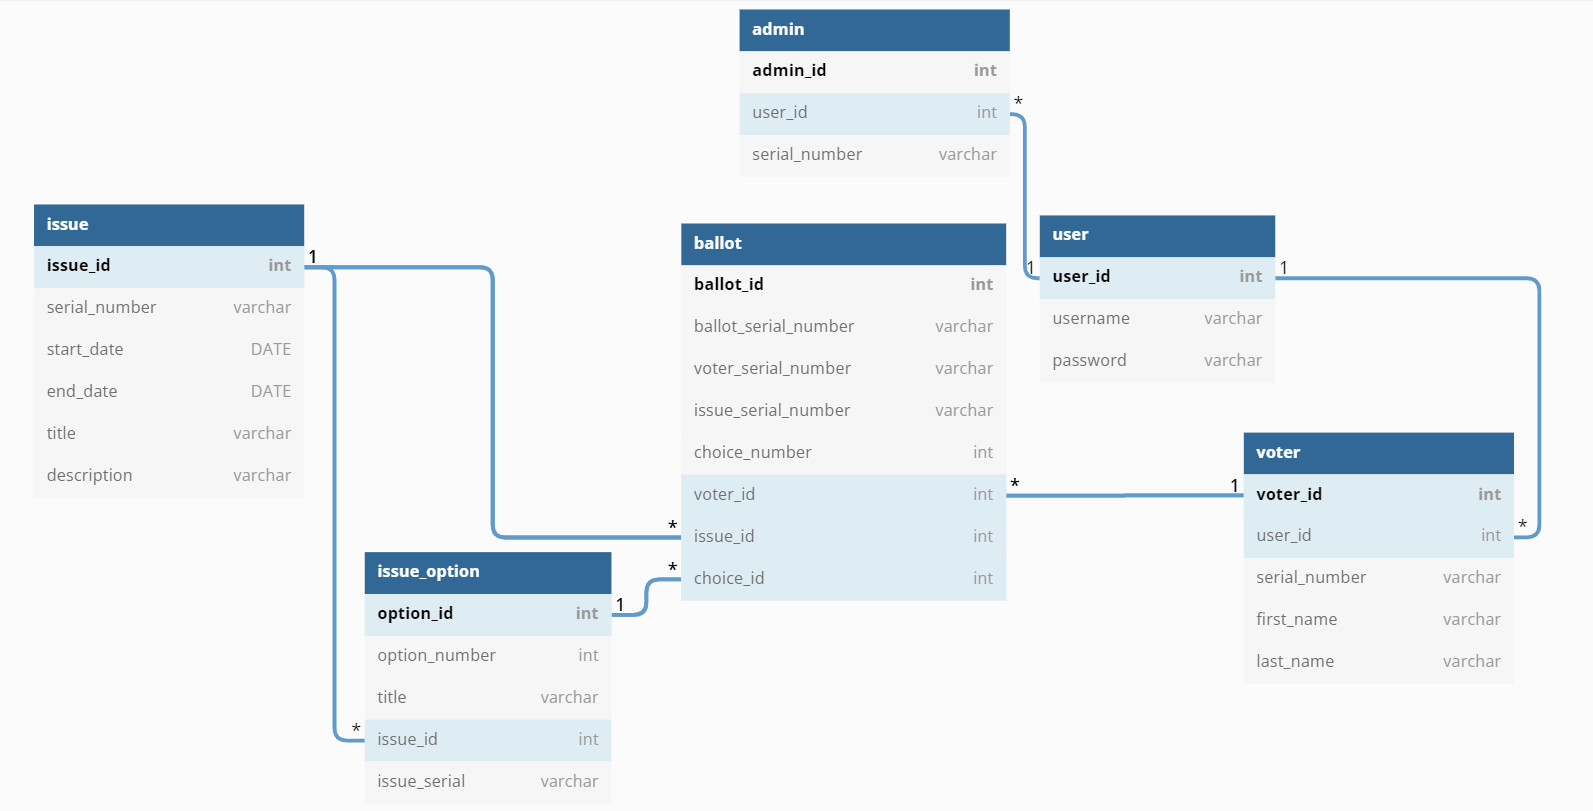 admin
admin_id int
user_id int
*
serial_number varchar
issue
issue_id int
1
serial_number varchar
start_date DATE
end_date DATE
title varchar
description varchar
ballot
ballot_id int
ballot_serial_number varchar
voter_serial_number varchar
issue_serial_number varchar
choice_number int
voter_id int
*
* issue_id int
* choice_id int
user
1 user_id int 1
username varchar
password varchar
voter
1 voter_id int
user_id int *
serial_number varchar
first_name varchar
last_name varchar
issue_option
option_id int 1
option_number int
title varchar
* issue_id int
issue_serial varchar